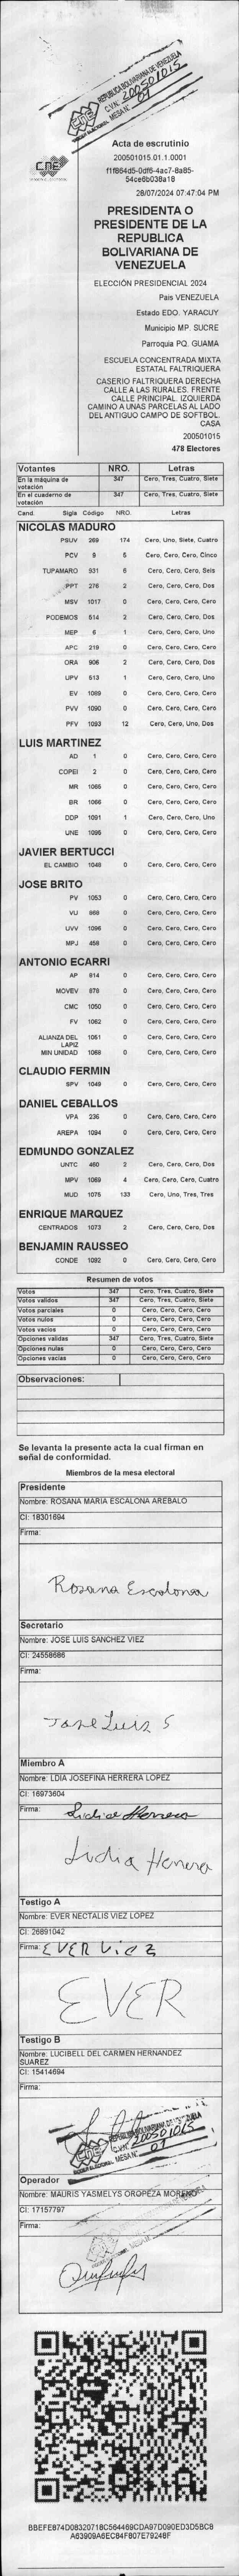 REPUBLICA BOLIVARIANA DE VENEZUELA
CNE
C.V.N° 200501015
MESA N° 01
CNE
Acta de escrutinio
200501015.01.1.0001
28/07/2024 07:47:04 PM
PRESIDENTA O
PRESIDENTE DE LA
REPUBLICA
BOLIVARIANA DE
VENEZUELA
ELECCIÓN PRESIDENCIAL 2024
Pais VENEZUELA
Estado EDO. YARACUY
Municipio MP. SUCRE
Parroquia PQ. GUAMA
ESCUELA CONCENTRADA MIXTA
ESTATAL FALTRIQUERA
CASERIO FALTRIQUERA DERECHA
CALLE A LAS RURALES. FRENTE
CALLE PRINCIPAL. IZQUIERDA
CAMINO A UNAS PARCELAS AL LADO
DEL ANTIGUO CAMPO DE SOFTBOL.
CASA
200501015
478 Electores
Votantes NRO. Letras
En la máquina de votación 347 Cero, Tres, Cuatro, Siete
En el cuaderno de votación 347 Cero, Tres, Cuatro, Siete
Cand. Sigla Código NRO. Letras
NICOLAS MADURO
PSUV 269 174 Cero, Uno, Siete, Cuatro
PCV 9 5 Cero, Cero, Cero, Cinco
TUPAMARO 931 6 Cero, Cero, Cero, Seis
PPT 276 2 Cero, Cero, Cero, Dos
MSV 1017 0 Cero, Cero, Cero, Cero
PODEMOS 514 2 Cero, Cero, Cero, Dos
MEP 6 1 Cero, Cero, Cero, Uno
APC 219 0 Cero, Cero, Cero, Cero
ORA 906 2 Cero, Cero, Cero, Dos
UPV 613 1 Cero, Cero, Cero, Uno
EV 1089 0 Cero, Cero, Cero, Cero
PVV 1090 0 Cero, Cero, Cero, Cero
PFV 1093 12 Cero, Cero, Uno, Dos
LUIS MARTINEZ
AD 1 0 Cero, Cero, Cero, Cero
COPEI 2 0 Cero, Cero, Cero, Cero
MR 1065 0 Cero, Cero, Cero, Cero
BR 1066 0 Cero, Cero, Cero, Cero
DDP 1091 1 Cero, Cero, Cero, Uno
UNE 1095 0 Cero, Cero, Cero, Cero
JAVIER BERTUCCI
EL CAMBIO 1048 0 Cero, Cero, Cero, Cero
JOSE BRITO
PV 1053 0 Cero, Cero, Cero, Cero
VU 868 0 Cero, Cero, Cero, Cero
UVV 1096 0 Cero, Cero, Cero, Cero
MPJ 458 0 Cero, Cero, Cero, Cero
ANTONIO ECARRI
AP 814 0 Cero, Cero, Cero, Cero
MOVEV 878 0 Cero, Cero, Cero, Cero
CMC 1050 0 Cero, Cero, Cero, Cero
FV 1062 0 Cero, Cero, Cero, Cero
ALIANZA DEL LAPIZ 1051 0 Cero, Cero, Cero, Cero
MIN UNIDAD 1068 0 Cero, Cero, Cero, Cero
CLAUDIO FERMIN
SPV 1049 0 Cero, Cero, Cero, Cero
DANIEL CEBALLOS
VPA 236 0 Cero, Cero, Cero, Cero
AREPA 1094 0 Cero, Cero, Cero, Cero
EDMUNDO GONZALEZ
UNTC 460 2 Cero, Cero, Cero, Dos
MPV 1069 4 Cero, Cero, Cero, Cuatro
MUD 1075 133 Cero, Uno, Tres, Tres
ENRIQUE MARQUEZ
CENTRADOS 1073 2 Cero, Cero, Cero, Dos
BENJAMIN RAUSSEO
CONDE 1092 0 Cero, Cero, Cero, Cero
Resumen de votos
Votos 347 Cero, Tres, Cuatro, Siete
Votos validos 347 Cero, Tres, Cuatro, Siete
Votos parciales 0 Cero, Cero, Cero, Cero
Votos nulos 0 Cero, Cero, Cero, Cero
Votos vacios 0 Cero, Cero, Cero, Cero
Opciones validas 347 Cero, Tres, Cuatro, Siete
Opciones nulas 0 Cero, Cero, Cero, Cero
Opciones vacias 0 Cero, Cero, Cero, Cero
Observaciones:
Se levanta la presente acta la cual firman en
señal de conformidad.
Miembros de la mesa electoral
Presidente
Nombre: ROSANA MARIA ESCALONA AREBALO
CI: 18301694
Firma:
Rosana Escalona
Secretario
Nombre: JOSE LUIS SANCHEZ VIEZ
CI: 24558686
Firma:
Jose Luis S
Miembro A
Nombre: LDIA JOSEFINA HERRERA LOPEZ
CI: 16973604
Firma: Lidia Herrera
Lidia Herrera
Testigo A
Nombre: EVER NECTALIS VIEZ LOPEZ
CI: 26891042
Firma: EVER Viez
EVER
Testigo B
Nombre: LUCIBELL DEL CARMEN HERNANDEZ
SUAREZ
CI: 15414694
Firma:
CNE
C.V.N° 200501015
MESA N° 01
Operador
Nombre: MAURIS YASMELYS OROPEZA MORENO
CI: 17157797
Firma: